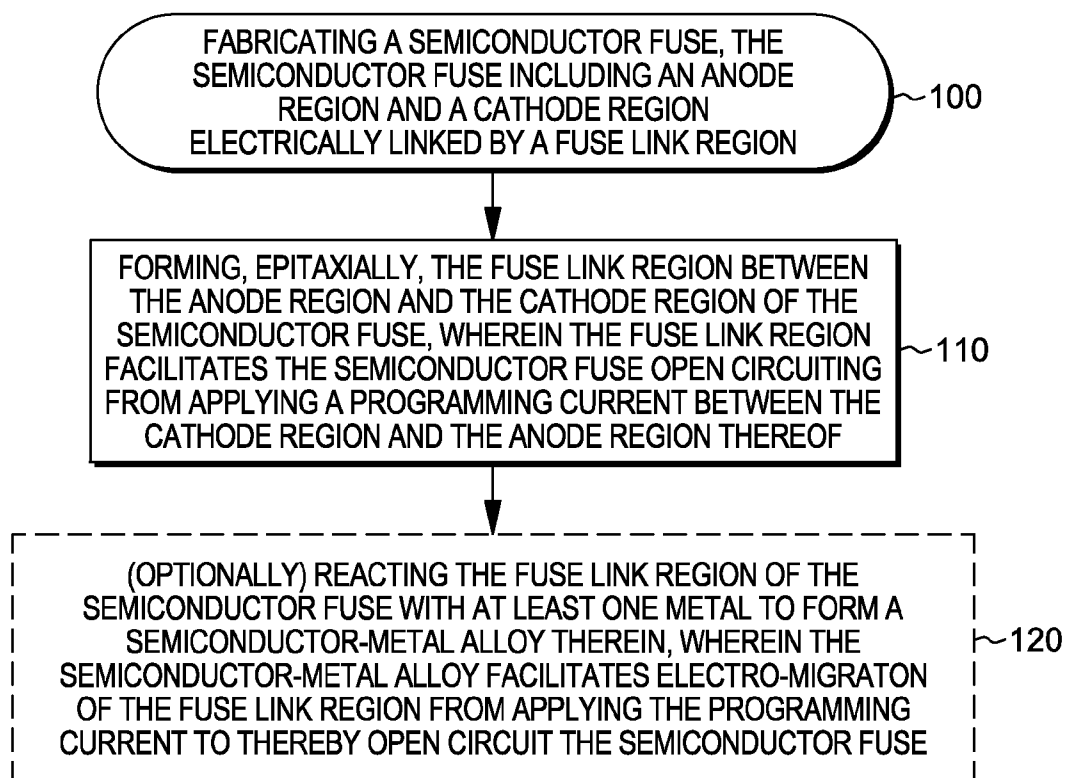 FABRICATING A SEMICONDUCTOR FUSE, THE
SEMICONDUCTOR FUSE INCLUDING AN ANODE
REGION AND A CATHODE REGION
ELECTRICALLY LINKED BY A FUSE LINK REGION
100
FORMING, EPITAXIALLY, THE FUSE LINK REGION BETWEEN
THE ANODE REGION AND THE CATHODE REGION OF THE
SEMICONDUCTOR FUSE, WHEREIN THE FUSE LINK REGION
FACILITATES THE SEMICONDUCTOR FUSE OPEN CIRCUITING
FROM APPLYING A PROGRAMMING CURRENT BETWEEN THE
CATHODE REGION AND THE ANODE REGION THEREOF
110
(OPTIONALLY) REACTING THE FUSE LINK REGION OF THE
SEMICONDUCTOR FUSE WITH AT LEAST ONE METAL TO FORM A
SEMICONDUCTOR-METAL ALLOY THEREIN, WHEREIN THE
SEMICONDUCTOR-METAL ALLOY FACILITATES ELECTRO-MIGRATON
OF THE FUSE LINK REGION FROM APPLYING THE PROGRAMMING
CURRENT TO THEREBY OPEN CIRCUIT THE SEMICONDUCTOR FUSE
120